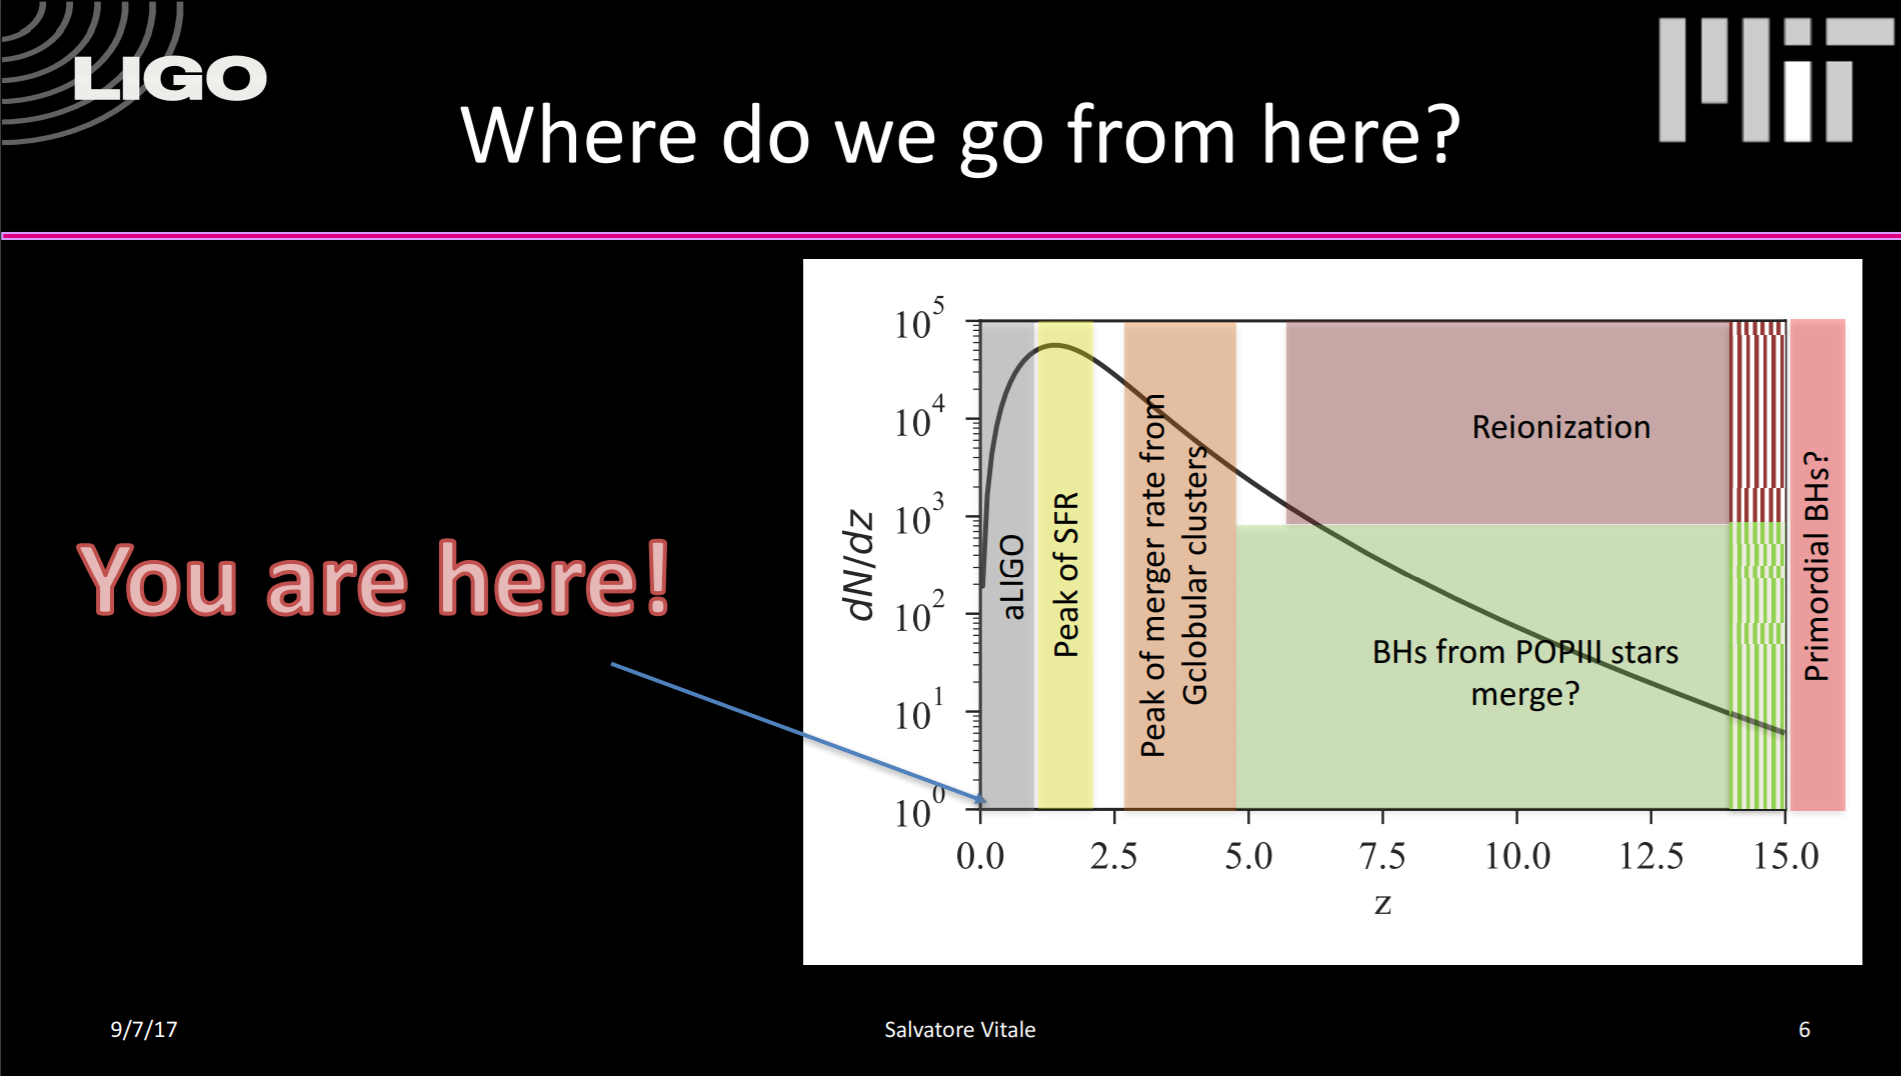 LIGO
MIT
Where do we go from here?
You are here!
10^5
10^4
10^3
10^2
10^1
10^0
dN/dz
aLIGO
Peak of SFR
Peak of merger rate from
Gclobular clusters
Reionization
BHs from POPIII stars
merge?
Primordial BHs?
0.0 2.5 5.0 7.5 10.0 12.5 15.0
z
9/7/17 Salvatore Vitale 6